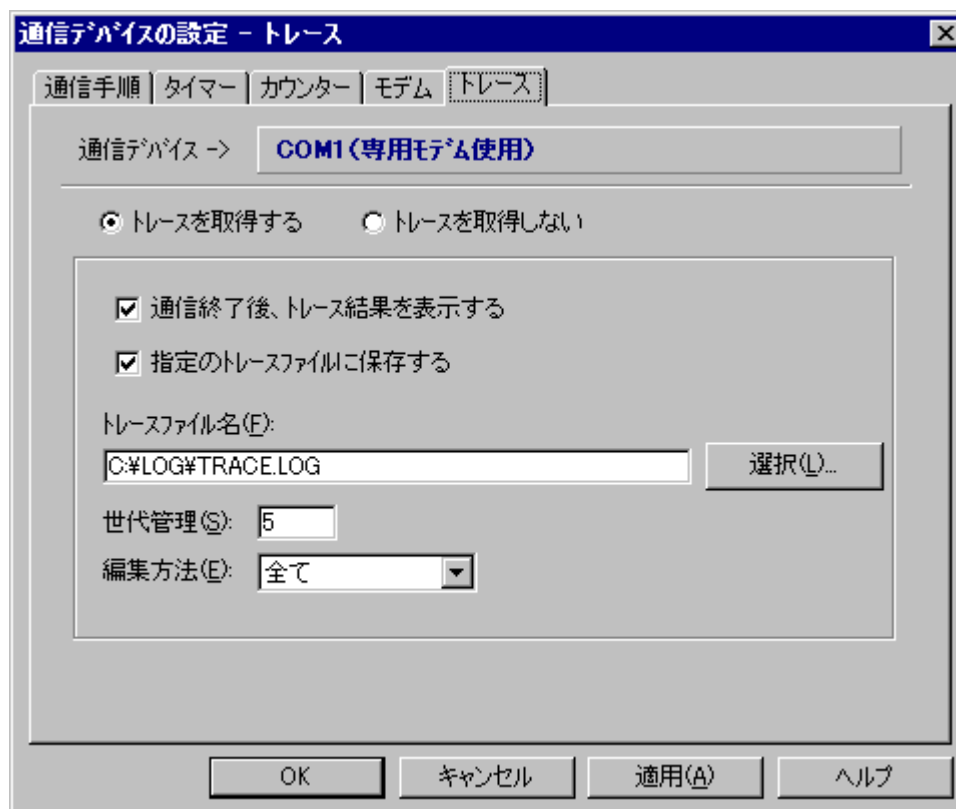 通信ﾃﾞﾊﾞｲｽの設定 − トレース
通信手順 タイマー カウンター モデム トレース
通信ﾃﾞﾊﾞｲｽ -> COM1(専用ﾓﾃﾞﾑ使用)
トレースを取得する トレースを取得しない
通信終了後、トレース結果を表示する
指定のトレースファイルに保存する
トレースファイル名(F):
C:¥LOG¥TRACE.LOG 選択(L)...
世代管理(S): 5
編集方法(E): 全て
OK キャンセル 適用(A) ヘルプ